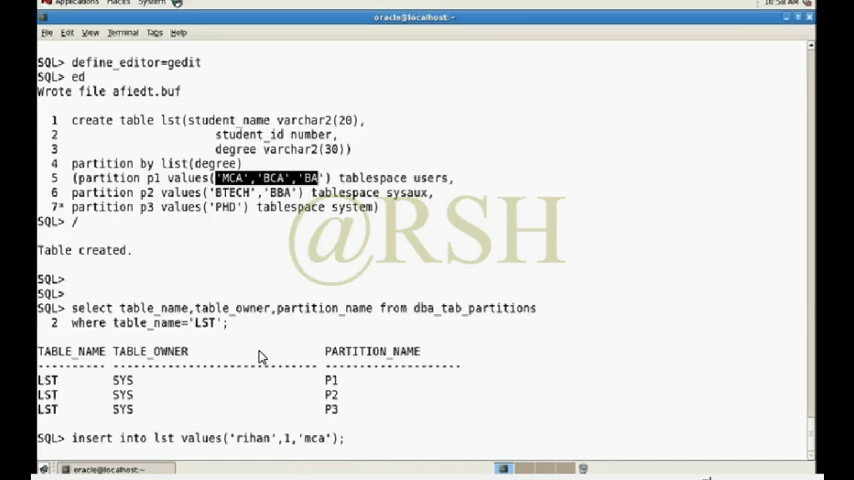 Applications Places System 10:58 AM
oracle@localhost:~
File Edit View Terminal Tabs Help
SQL> define_editor=gedit
SQL> ed
Wrote file afiedt.buf
1 create table lst(student_name varchar2(20),
2 student_id number,
3 degree varchar2(30))
4 partition by list(degree)
5 (partition p1 values('MCA','BCA','BA') tablespace users,
6 partition p2 values('BTECH','BBA') tablespace sysaux,
7* partition p3 values('PHD') tablespace system)
SQL> /
@RSH
Table created.
SQL>
SQL>
SQL> select table_name,table_owner,partition_name from dba_tab_partitions
2 where table_name='LST';
TABLE_NAME TABLE_OWNER PARTITION_NAME
---------- ------------------------------ --------------------
LST SYS P1
LST SYS P2
LST SYS P3
SQL> insert into lst values('rihan',1,'mca');
oracle@localhost:~